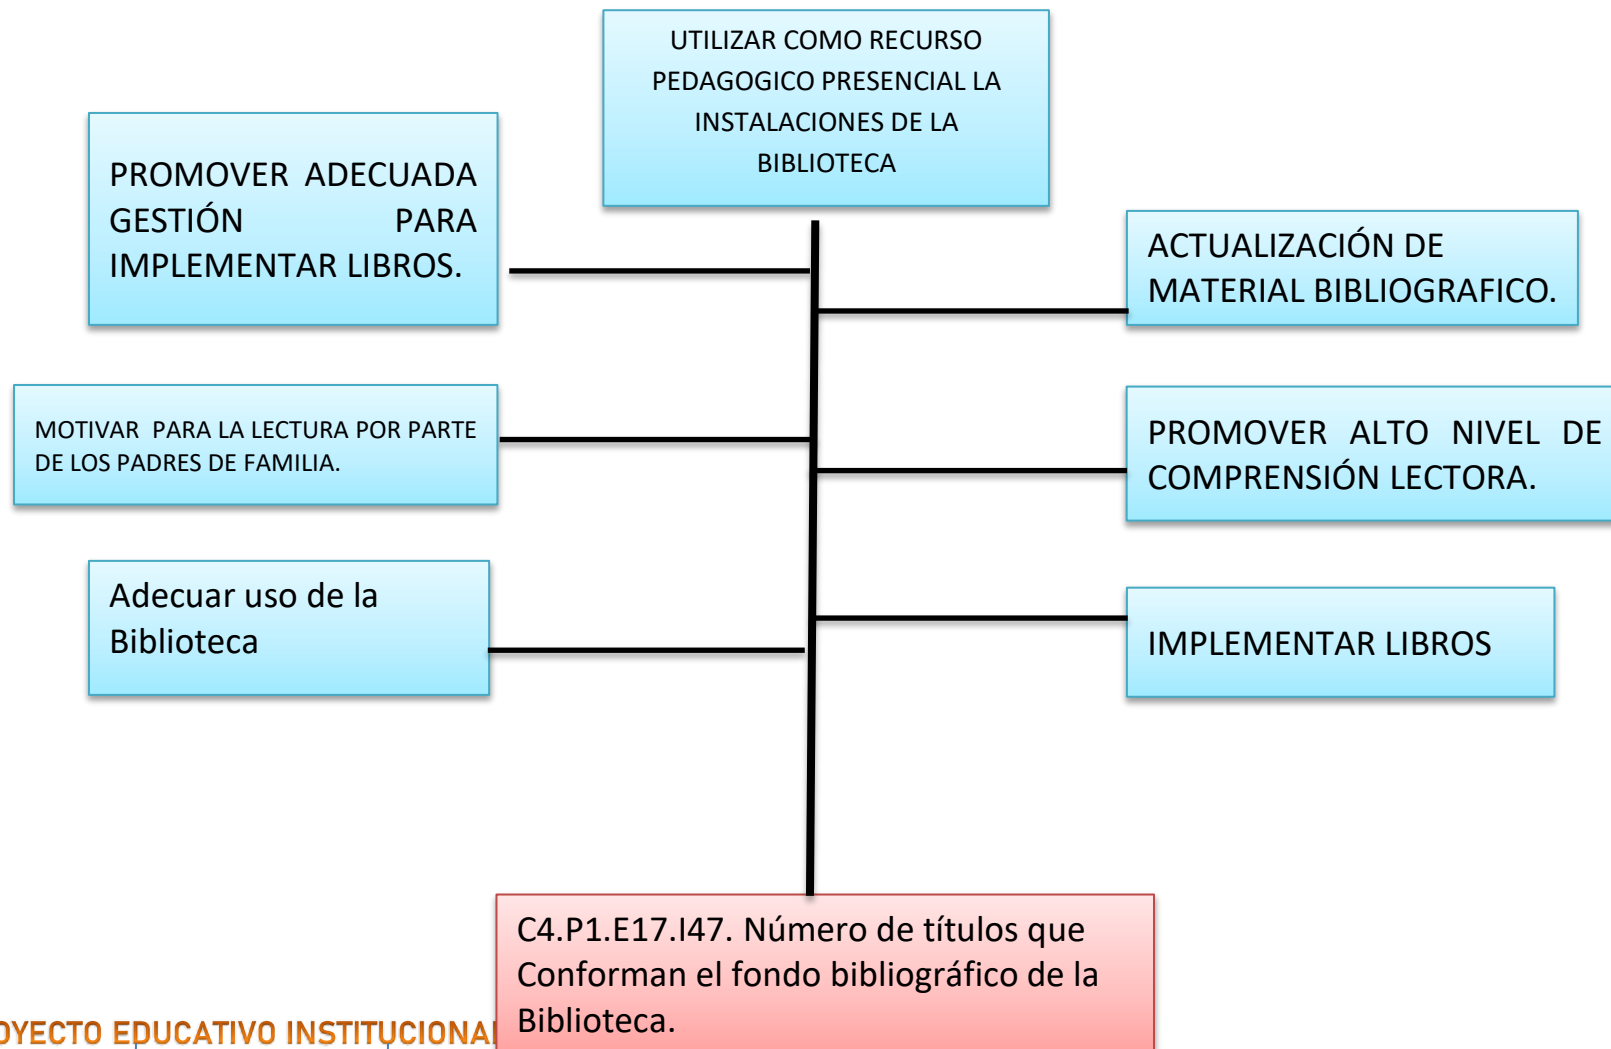 UTILIZAR COMO RECURSO
PEDAGOGICO PRESENCIAL LA
INSTALACIONES DE LA
BIBLIOTECA
PROMOVER ADECUADA
GESTIÓN PARA
IMPLEMENTAR LIBROS.
ACTUALIZACIÓN DE
MATERIAL BIBLIOGRAFICO.
MOTIVAR PARA LA LECTURA POR PARTE
DE LOS PADRES DE FAMILIA.
PROMOVER ALTO NIVEL DE
COMPRENSIÓN LECTORA.
Adecuar uso de la
Biblioteca
IMPLEMENTAR LIBROS
C4.P1.E17.I47. Número de títulos que
Conforman el fondo bibliográfico de la
Biblioteca.
OYECTO EDUCATIVO INSTITUCIONAL